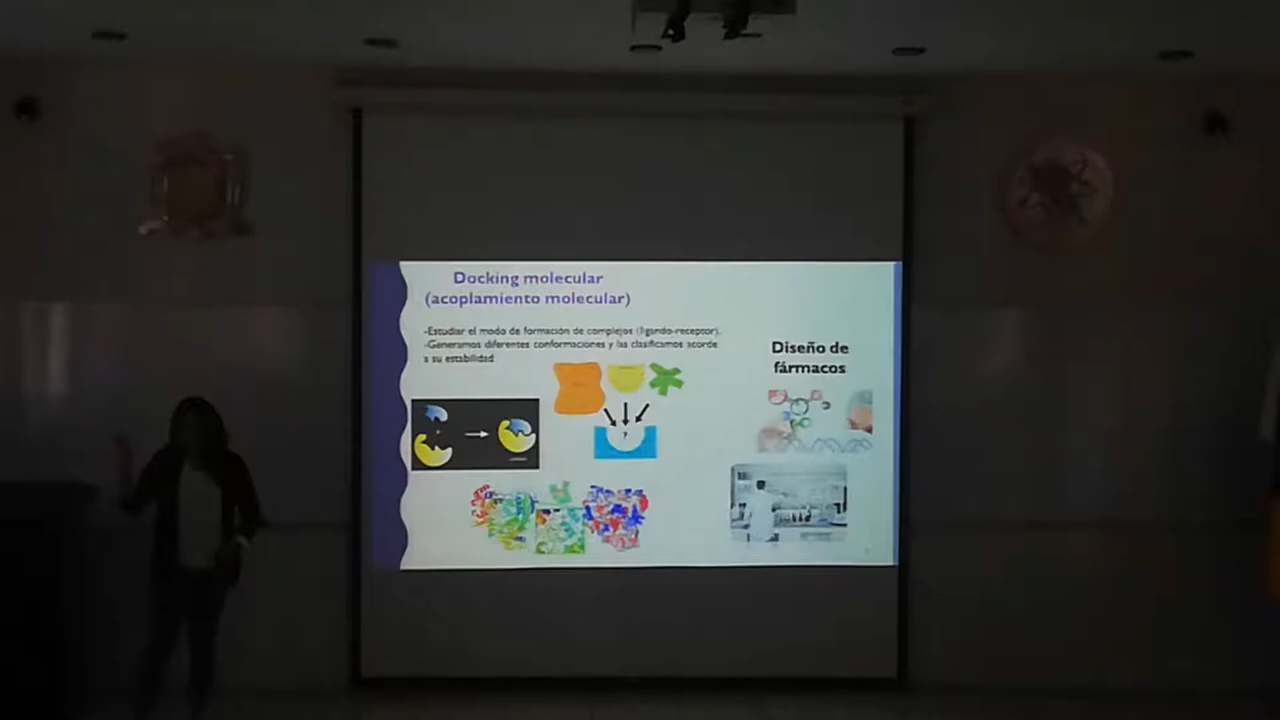 Docking molecular
(acoplamiento molecular)
-Estudiar el modo de formación de complejos (ligando-receptor).
-Generamos diferentes conformaciones y las clasificamos acorde
a su estabilidad
Diseño de
fármacos
?